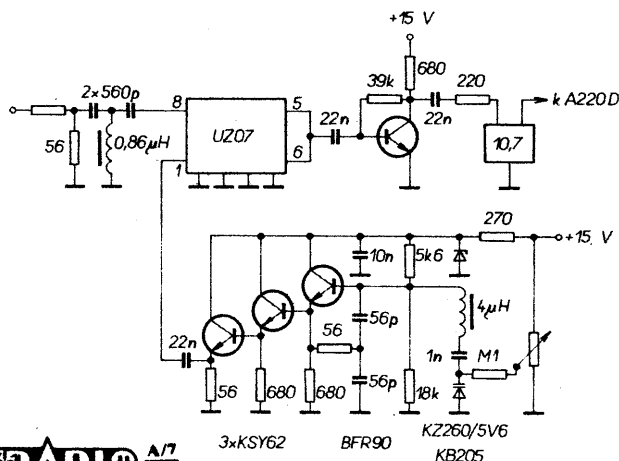 +15 V
2×560p
39k
680
220
k A220D
8
UZ07
5
22n
22n
56
0,86µH
6
10,7
1
270
+15 V
10n
5k6
4µH
56p
22n
56
1n
M1
56
680
680
56p
18k
3×KSY62
BFR90
KZ260/5V6
KB205
A/7